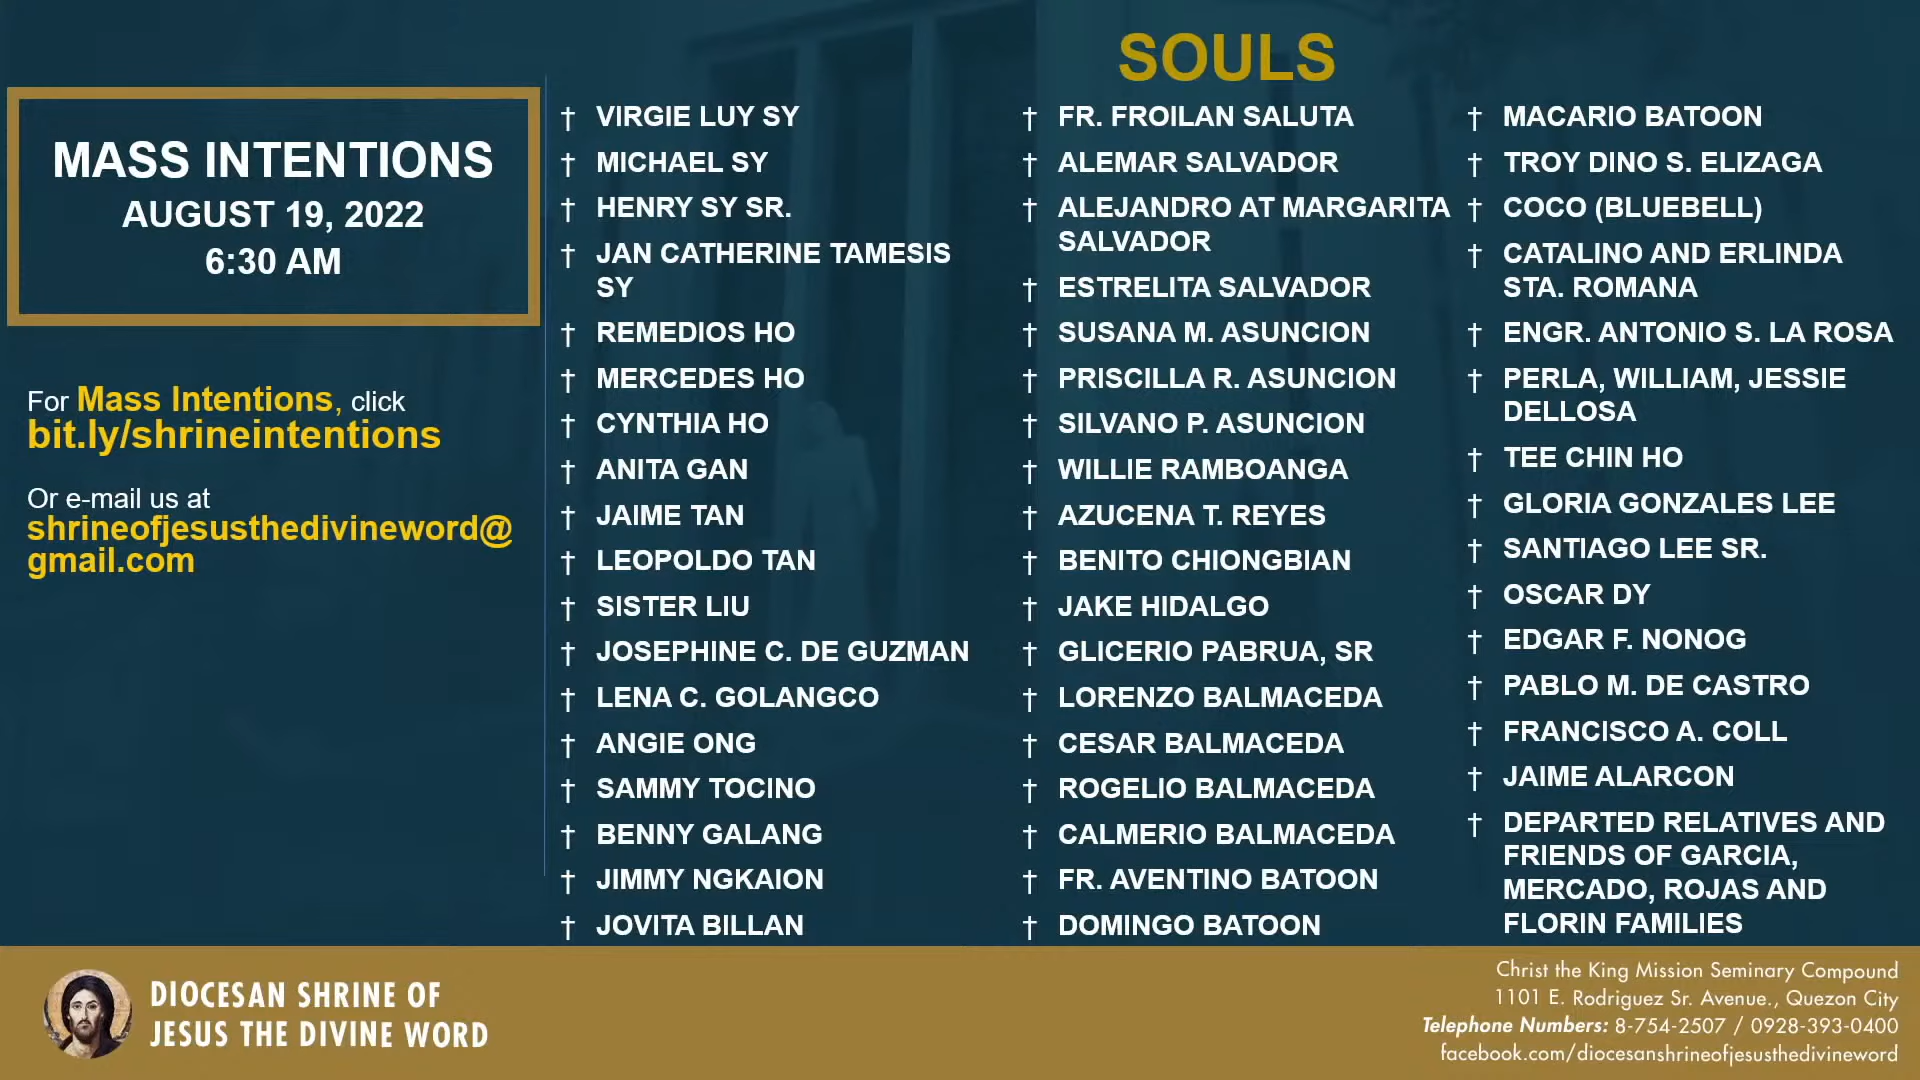 MASS INTENTIONS
AUGUST 19, 2022
6:30 AM
For Mass Intentions, click
bit.ly/shrineintentions
Or e-mail us at
shrineofjesusthedivineword@
gmail.com
SOULS
† VIRGIE LUY SY
† MICHAEL SY
† HENRY SY SR.
† JAN CATHERINE TAMESIS
SY
† REMEDIOS HO
† MERCEDES HO
† CYNTHIA HO
† ANITA GAN
† JAIME TAN
† LEOPOLDO TAN
† SISTER LIU
† JOSEPHINE C. DE GUZMAN
† LENA C. GOLANGCO
† ANGIE ONG
† SAMMY TOCINO
† BENNY GALANG
† JIMMY NGKAION
† JOVITA BILLAN
† FR. FROILAN SALUTA
† ALEMAR SALVADOR
† ALEJANDRO AT MARGARITA
SALVADOR
† ESTRELITA SALVADOR
† SUSANA M. ASUNCION
† PRISCILLA R. ASUNCION
† SILVANO P. ASUNCION
† WILLIE RAMBOANGA
† AZUCENA T. REYES
† BENITO CHIONGBIAN
† JAKE HIDALGO
† GLICERIO PABRUA, SR
† LORENZO BALMACEDA
† CESAR BALMACEDA
† ROGELIO BALMACEDA
† CALMERIO BALMACEDA
† FR. AVENTINO BATOON
† DOMINGO BATOON
† MACARIO BATOON
† TROY DINO S. ELIZAGA
† COCO (BLUEBELL)
† CATALINO AND ERLINDA
STA. ROMANA
† ENGR. ANTONIO S. LA ROSA
† PERLA, WILLIAM, JESSIE
DELLOSA
† TEE CHIN HO
† GLORIA GONZALES LEE
† SANTIAGO LEE SR.
† OSCAR DY
† EDGAR F. NONOG
† PABLO M. DE CASTRO
† FRANCISCO A. COLL
† JAIME ALARCON
† DEPARTED RELATIVES AND
FRIENDS OF GARCIA,
MERCADO, ROJAS AND
FLORIN FAMILIES
DIOCESAN SHRINE OF
JESUS THE DIVINE WORD
Christ the King Mission Seminary Compound
1101 E. Rodriguez Sr. Avenue., Quezon City
Telephone Numbers: 8-754-2507 / 0928-393-0400
facebook.com/diocesanshrineofjesusthedivineword